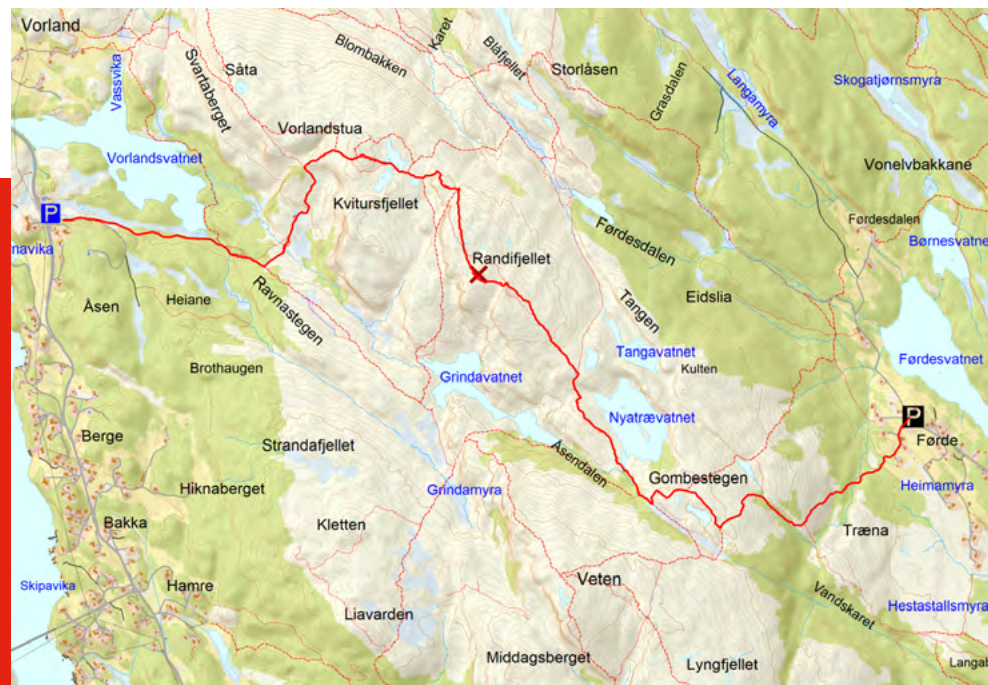 Vorland
Vassvika
Svartaberget
Såta
Blombakken
Karet
Blåfjellet
Storlåsen
Grasdalen
Langamyra
Skogatjørnsmyra
Vorlandsvatnet
Vorlandstua
Vonelvbakkane
Kvitursfjellet
Førdesdalen
Førdesdalen
Børnesvatne
P
navika
Randifjellet
Åsen
Heiane
Ravnastegen
Tangen
Eidslia
Brothaugen
Grindavatnet
Tangavatnet
Kulten
Førdesvatnet
Nyatrævatnet
P
Førde
Berge
Strandafjellet
Åsendalen
Gombestegen
Hiknaberget
Grindamyra
Heimamyra
Bakka
Kletten
Træna
Skipavika
Hamre
Veten
Vandskaret
Liavarden
Hestastallsmyra
Middagsberget
Lyngfjellet
Langab